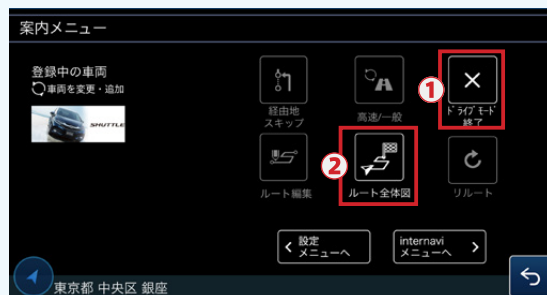 案内メニュー
登録中の車両
車両を変更・追加
SHUTTLE
経由地
スキップ
高速/一般
①
ドライブモード
終了
ルート編集
②
ルート全体図
リルート
設定
メニューへ
internavi
メニューへ
東京都 中央区 銀座